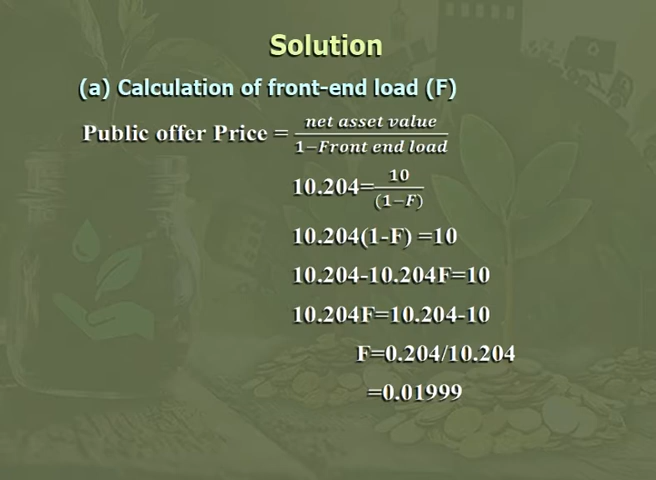 Solution
(a) Calculation of front-end load (F)
Public offer Price = net asset value / 1−Front end load
10.204= 10 / (1−F)
10.204(1-F) =10
10.204-10.204F=10
10.204F=10.204-10
F=0.204/10.204
=0.01999